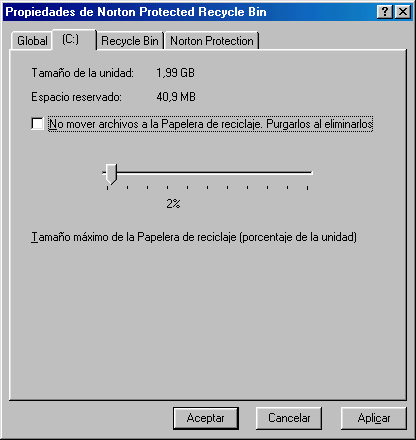 Propiedades de Norton Protected Recycle Bin
Global (C:) Recycle Bin Norton Protection
Tamaño de la unidad: 1,99 GB
Espacio reservado: 40,9 MB
No mover archivos a la Papelera de reciclaje. Purgarlos al eliminarlos
2%
Tamaño máximo de la Papelera de reciclaje (porcentaje de la unidad)
Aceptar Cancelar Aplicar